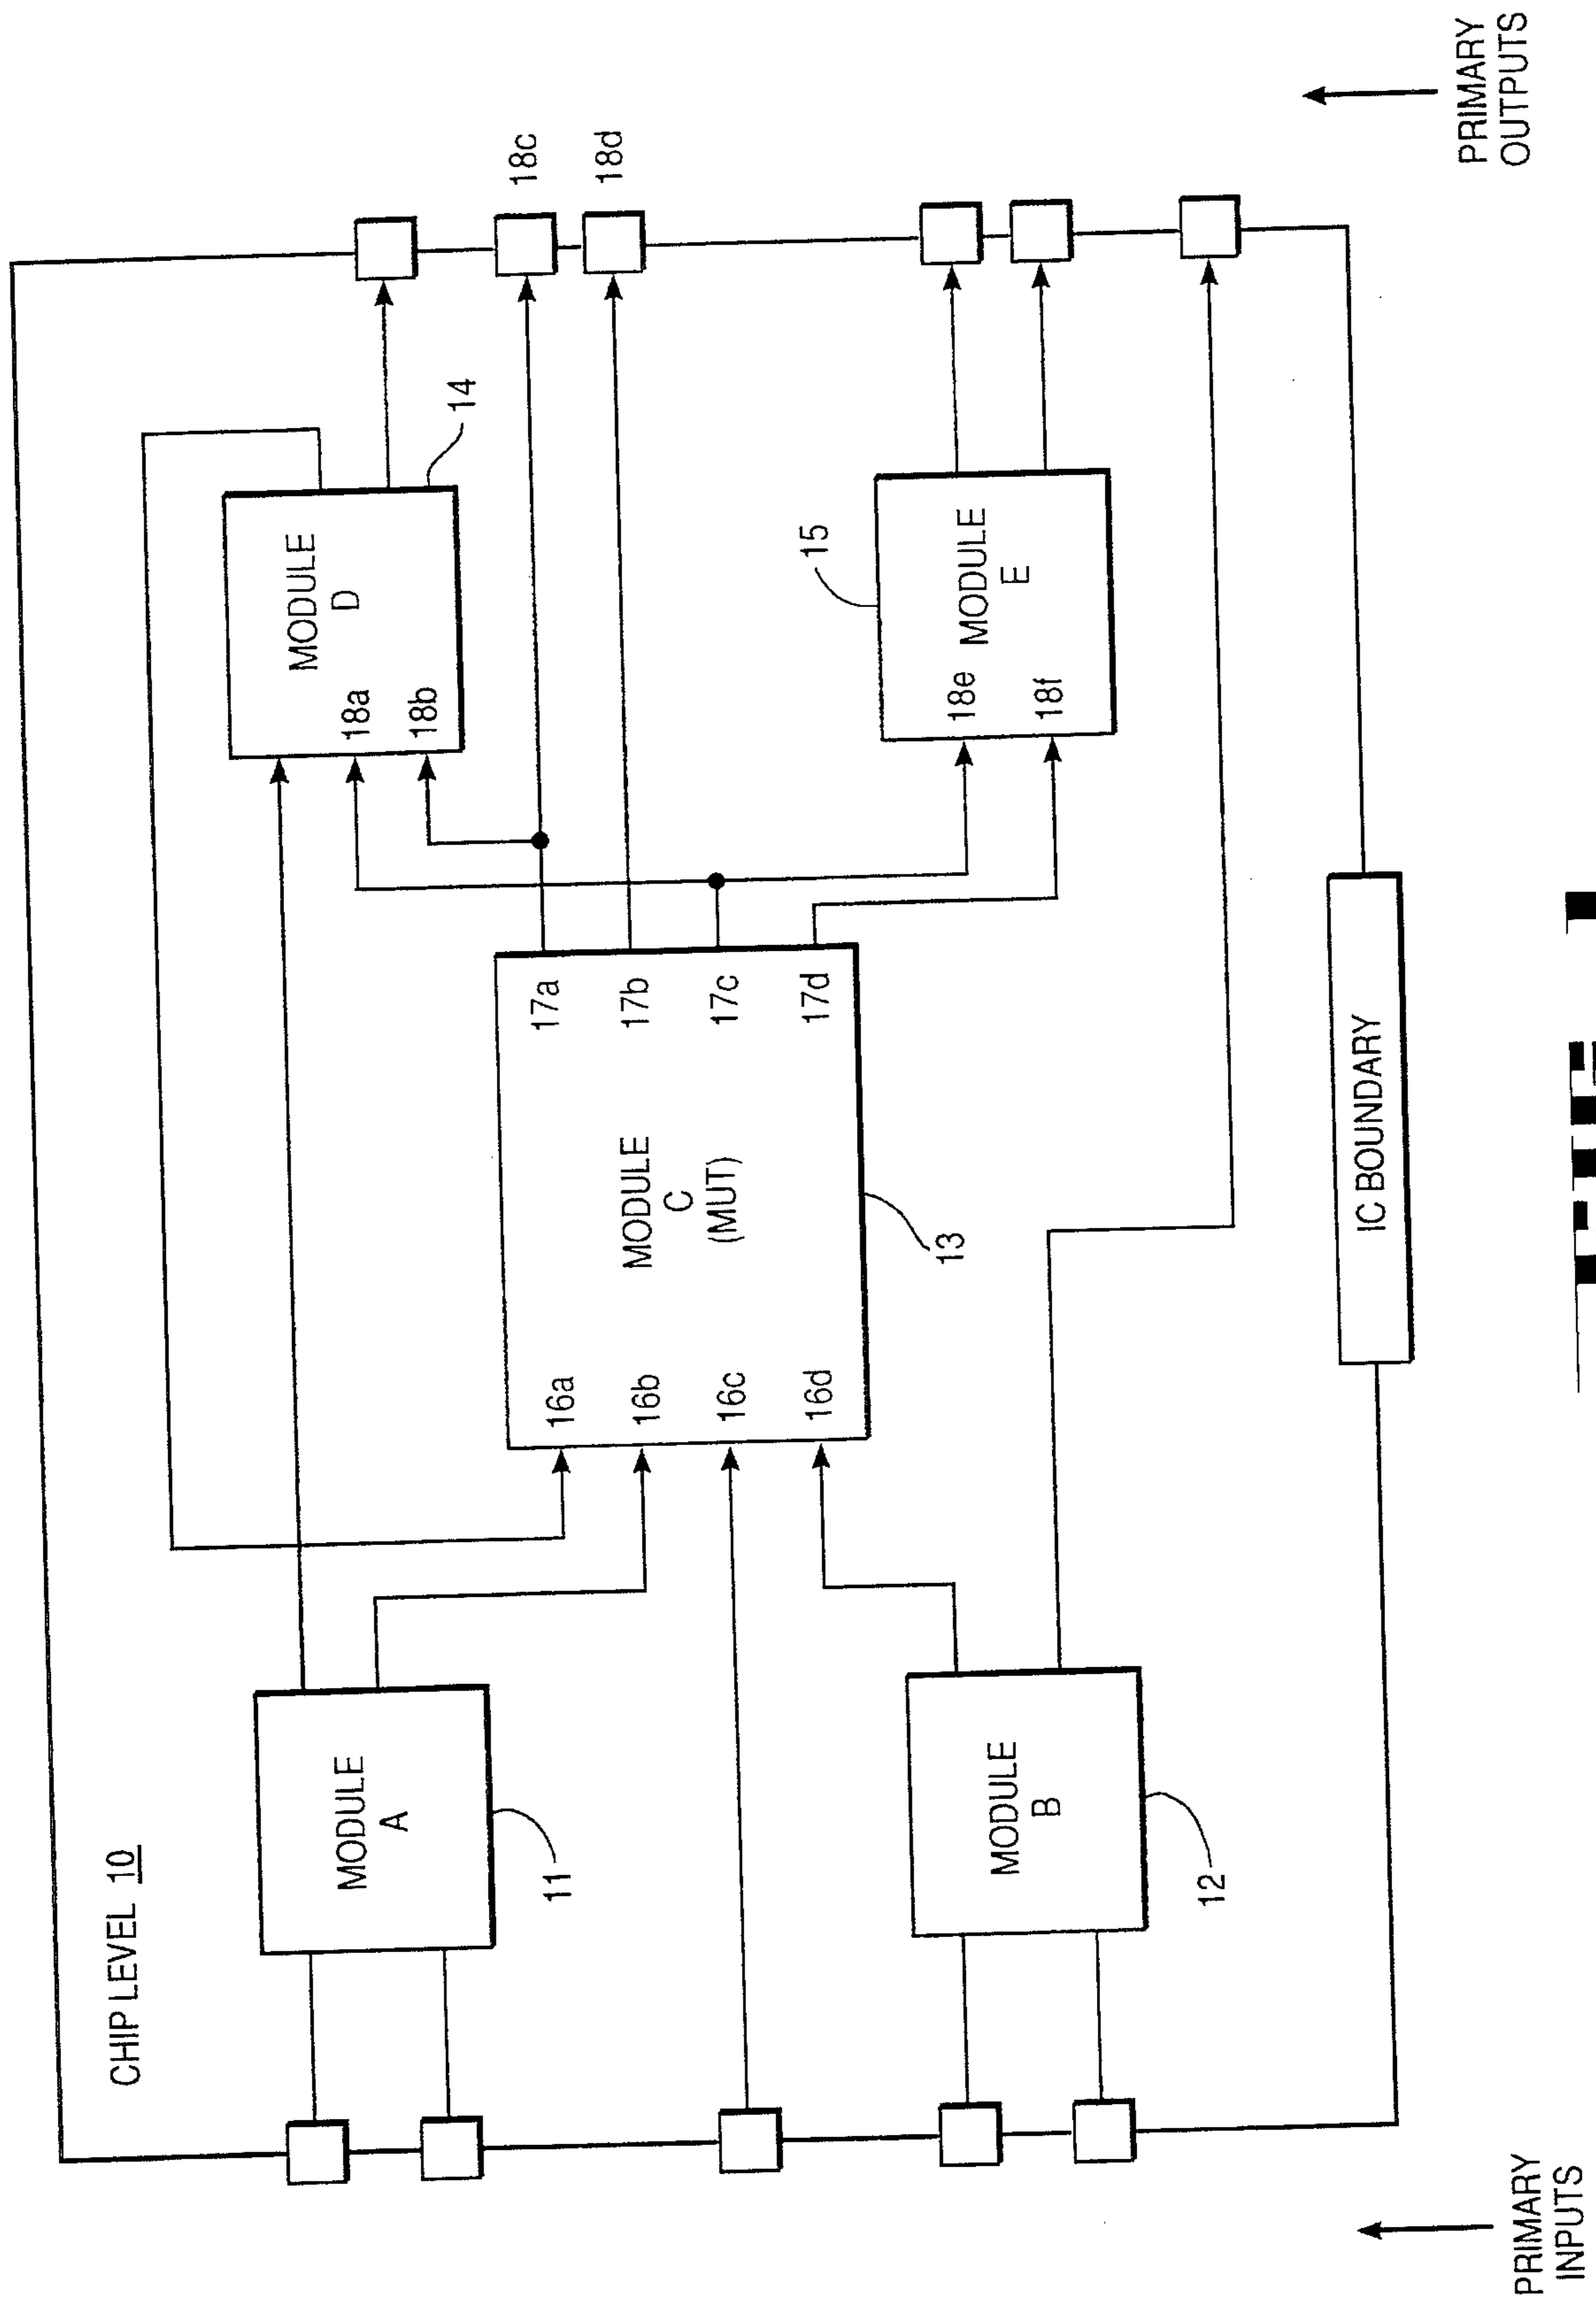 CHIP LEVEL 10
MODULE
A
11
MODULE
B
12
16a
16b
16c
16d
MODULE
C
(MUT)
13
17a
17b
17c
17d
MODULE
D
14
18a
18b
MODULE
E
15
18e
18f
18c
18d
IC BOUNDARY
PRIMARY
INPUTS
PRIMARY
OUTPUTS